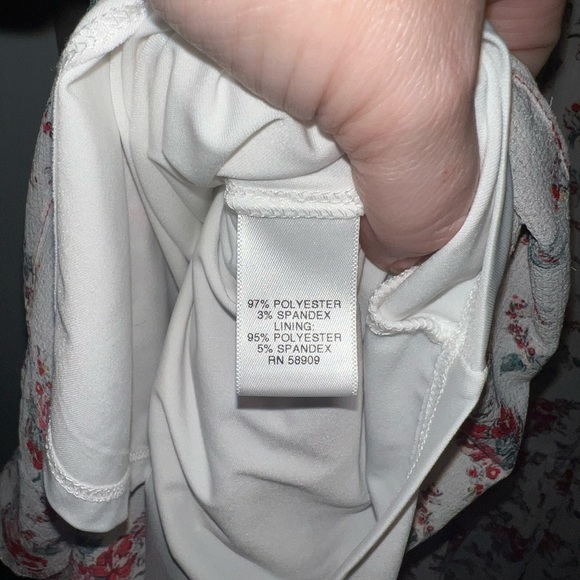 97% POLYESTER
3% SPANDEX
LINING:
95% POLYESTER
5% SPANDEX
RN 58909